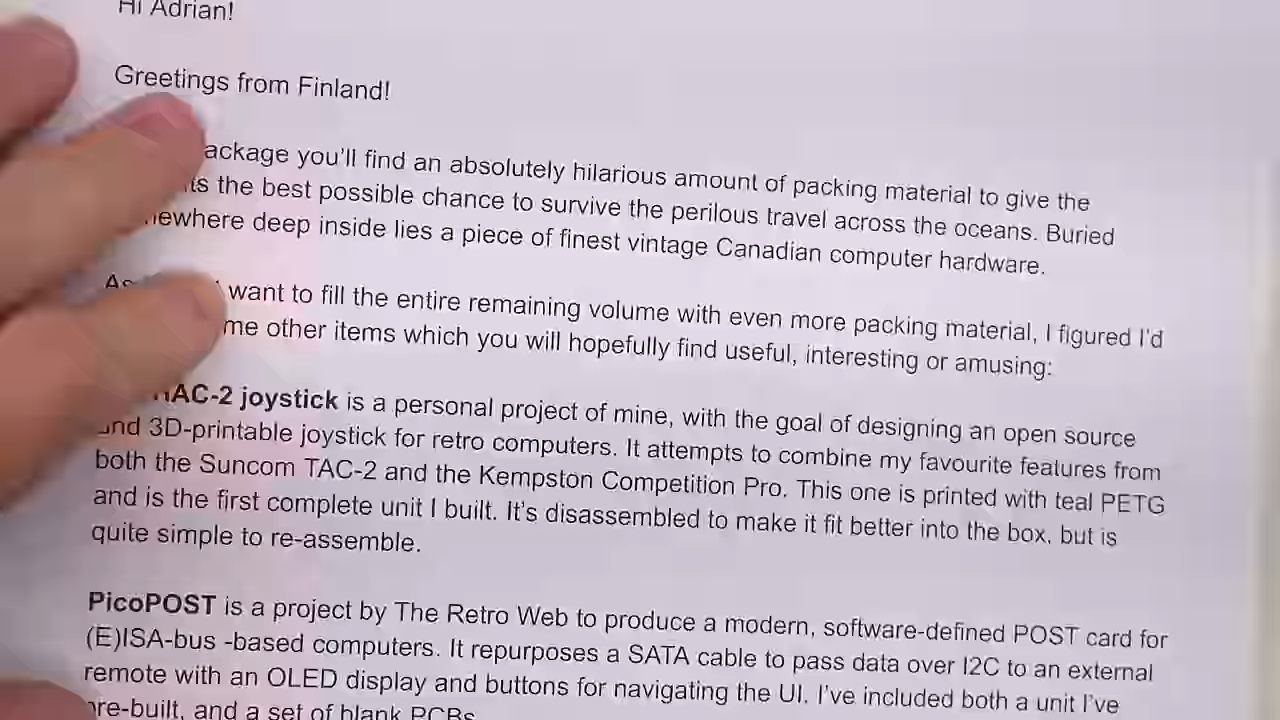 Hi Adrian!
Greetings from Finland!
ackage you'll find an absolutely hilarious amount of packing material to give the
ts the best possible chance to survive the perilous travel across the oceans. Buried
ewhere deep inside lies a piece of finest vintage Canadian computer hardware.
As want to fill the entire remaining volume with even more packing material, I figured I'd
me other items which you will hopefully find useful, interesting or amusing:
AC-2 joystick is a personal project of mine, with the goal of designing an open source
and 3D-printable joystick for retro computers. It attempts to combine my favourite features from
both the Suncom TAC-2 and the Kempston Competition Pro. This one is printed with teal PETG
and is the first complete unit I built. It's disassembled to make it fit better into the box, but is
quite simple to re-assemble.
PicoPOST is a project by The Retro Web to produce a modern, software-defined POST card for
(E)ISA-bus -based computers. It repurposes a SATA cable to pass data over I2C to an external
remote with an OLED display and buttons for navigating the UI. I've included both a unit I've
pre-built, and a set of blank PCBs